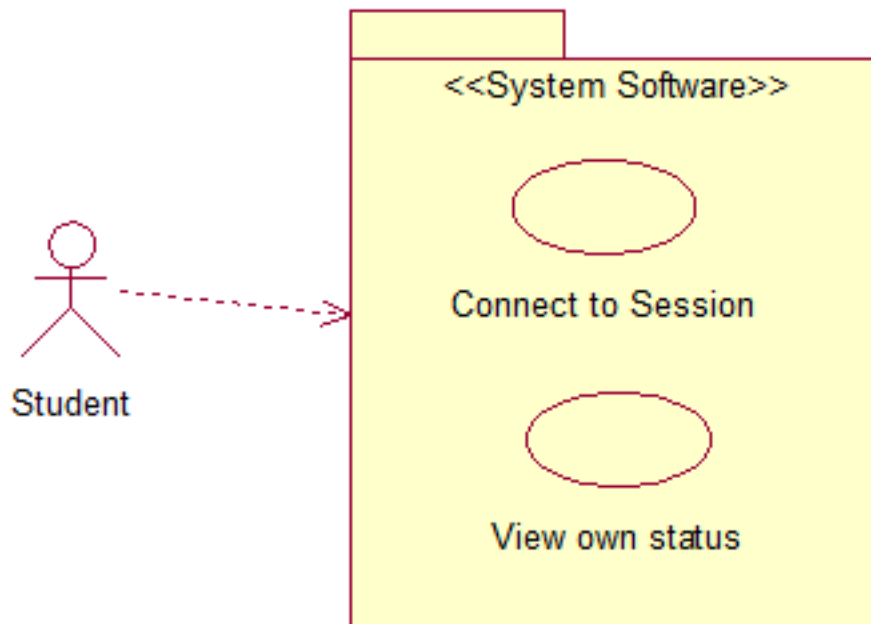 <<System Software>>
Connect to Session
Student
View own status